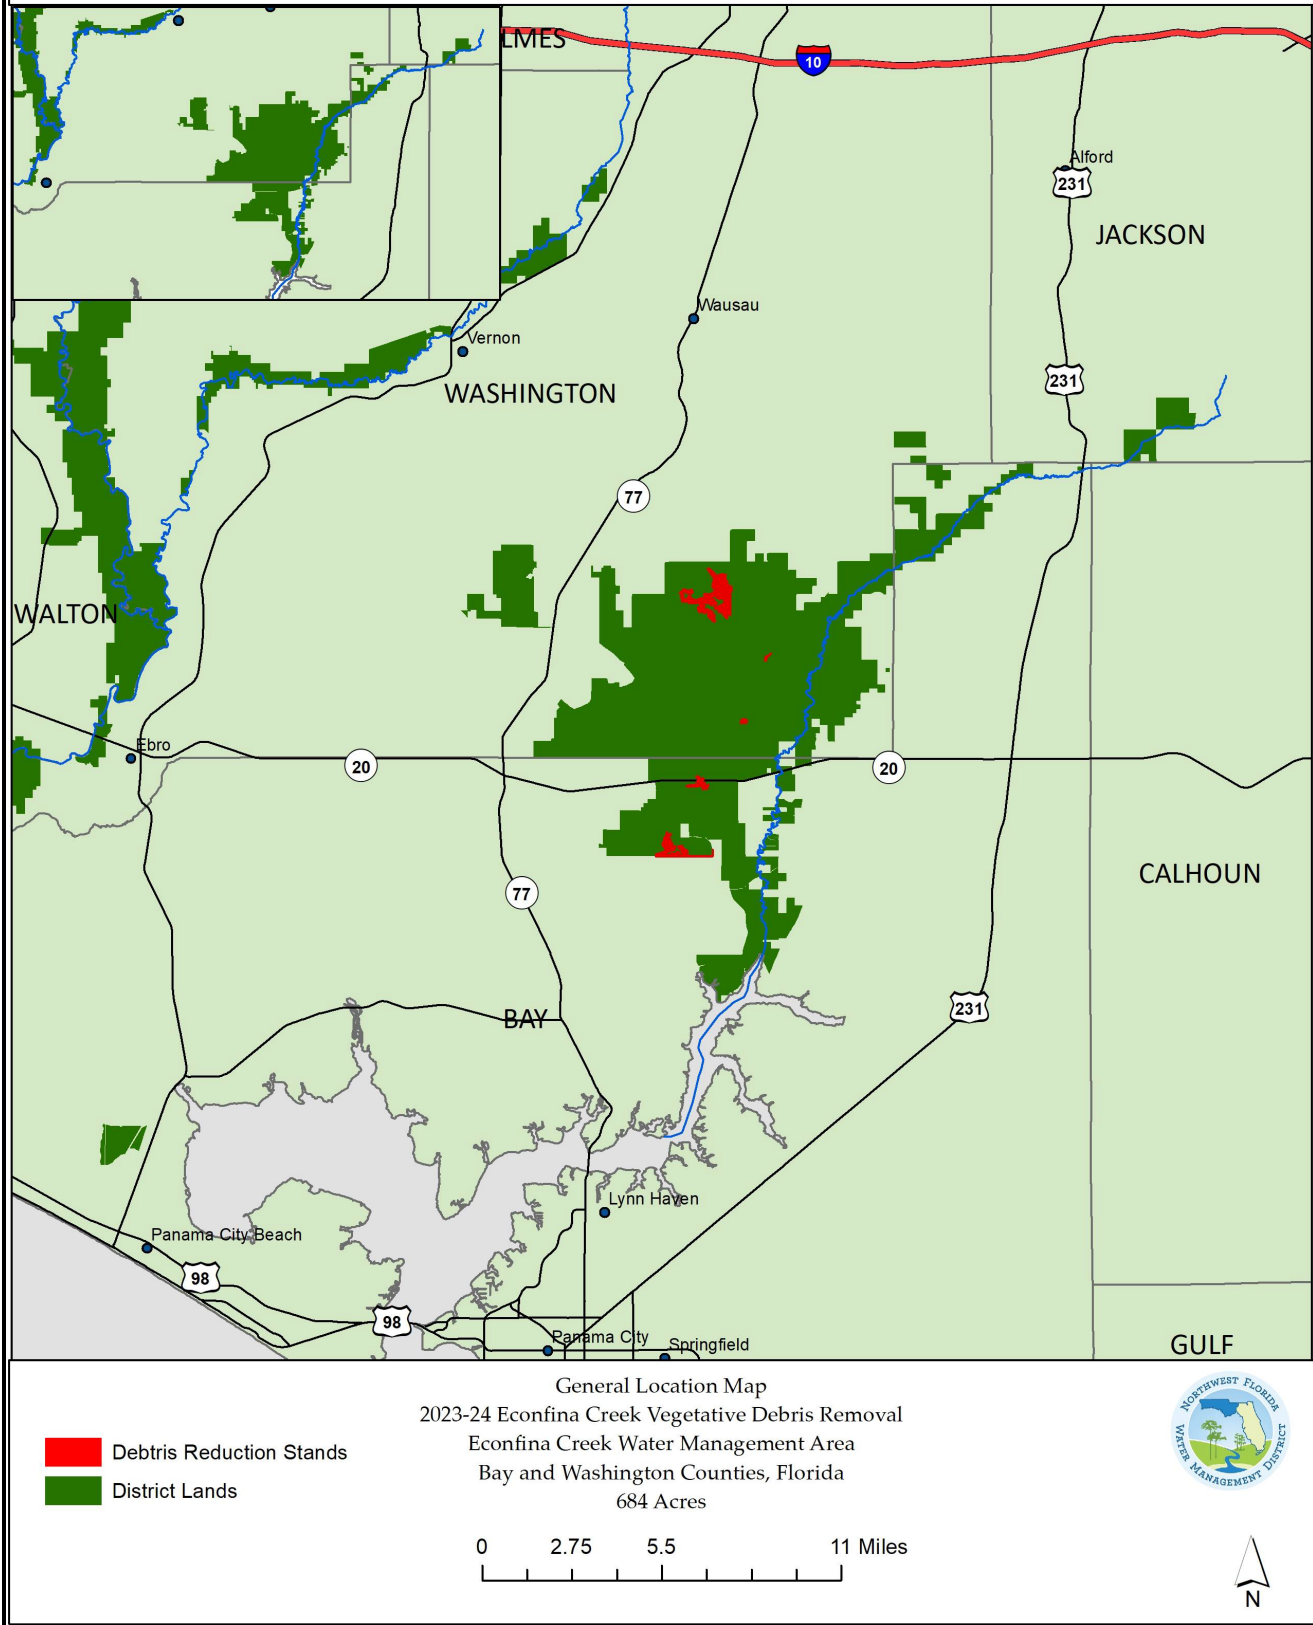 LMES
10
Alford
231
JACKSON
Wausau
Vernon
231
WASHINGTON
77
WALTON
Ebro
20
20
CALHOUN
77
231
BAY
Lynn Haven
Panama City Beach
98
98
Panama City
Springfield
GULF
General Location Map
2023-24 Econfina Creek Vegetative Debris Removal
Econfina Creek Water Management Area
Bay and Washington Counties, Florida
684 Acres
Debtris Reduction Stands
District Lands
0 2.75 5.5 11 Miles
NORTHWEST FLORIDA
WATER MANAGEMENT DISTRICT
N